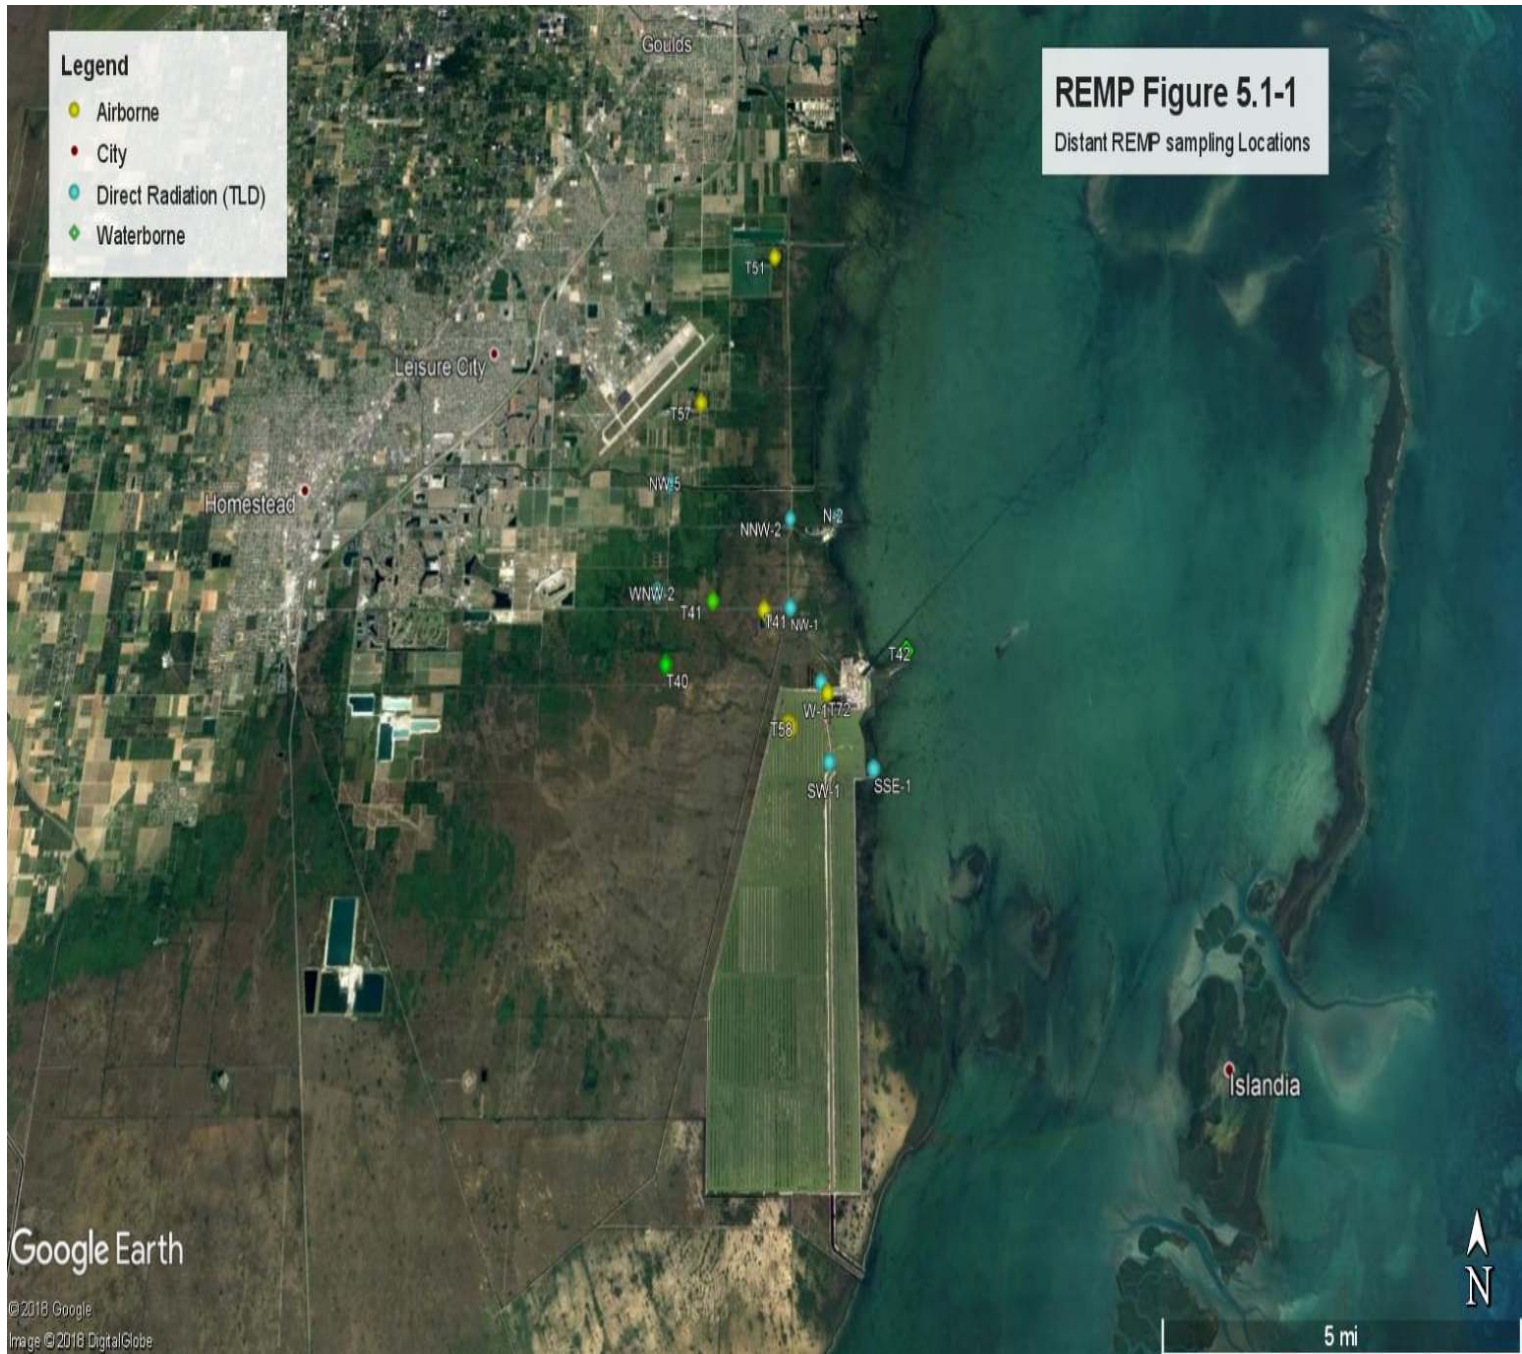 Goulds
Legend
Airborne
City
Direct Radiation (TLD)
Waterborne
REMP Figure 5.1-1
Distant REMP sampling Locations
T51
Leisure City
T57
NW-5
Homestead
NNW-2
N-2
WNW-2
T41
T41
NW-1
T42
T40
W-1
T72
T58
SW-1
SSE-1
Islandia
Google Earth
N
©2018 Google
Image ©2018 DigitalGlobe
5 mi